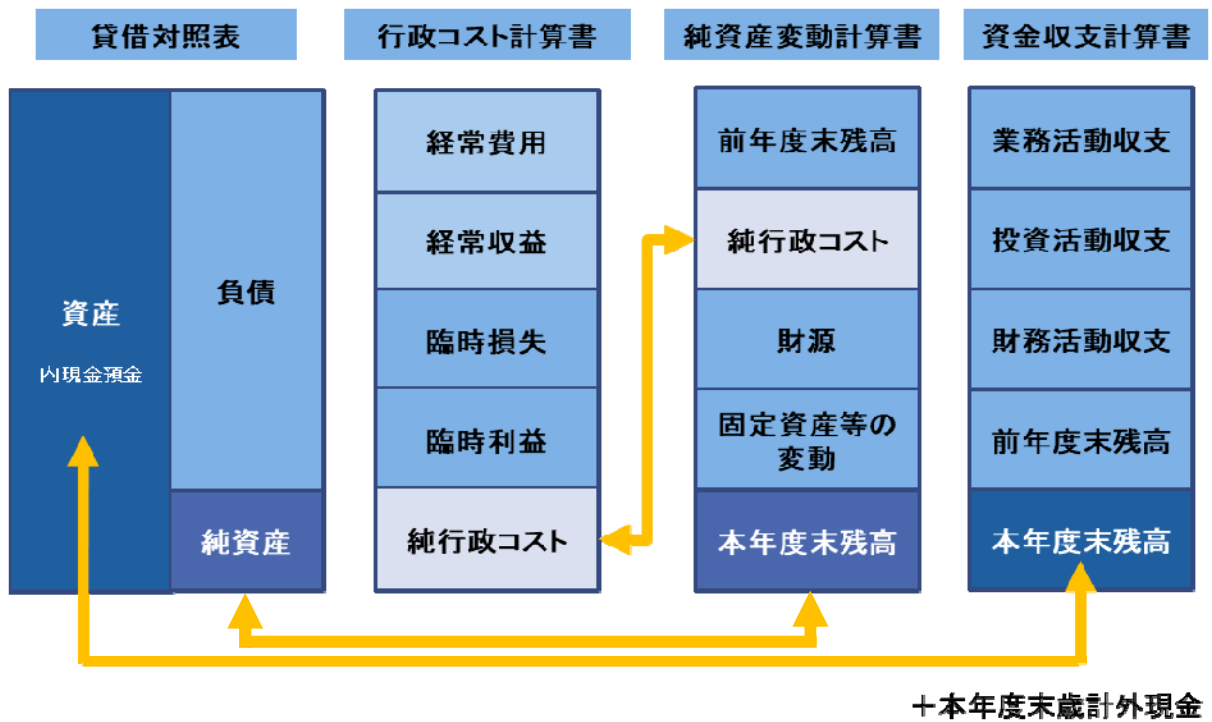 貸借対照表
行政コスト計算書
純資産変動計算書
資金収支計算書
資産
内現金預金
負債
純資産
経常費用
経常収益
臨時損失
臨時利益
純行政コスト
前年度末残高
純行政コスト
財源
固定資産等の
変動
本年度末残高
業務活動収支
投資活動収支
財務活動収支
前年度末残高
本年度末残高
＋本年度末歳計外現金